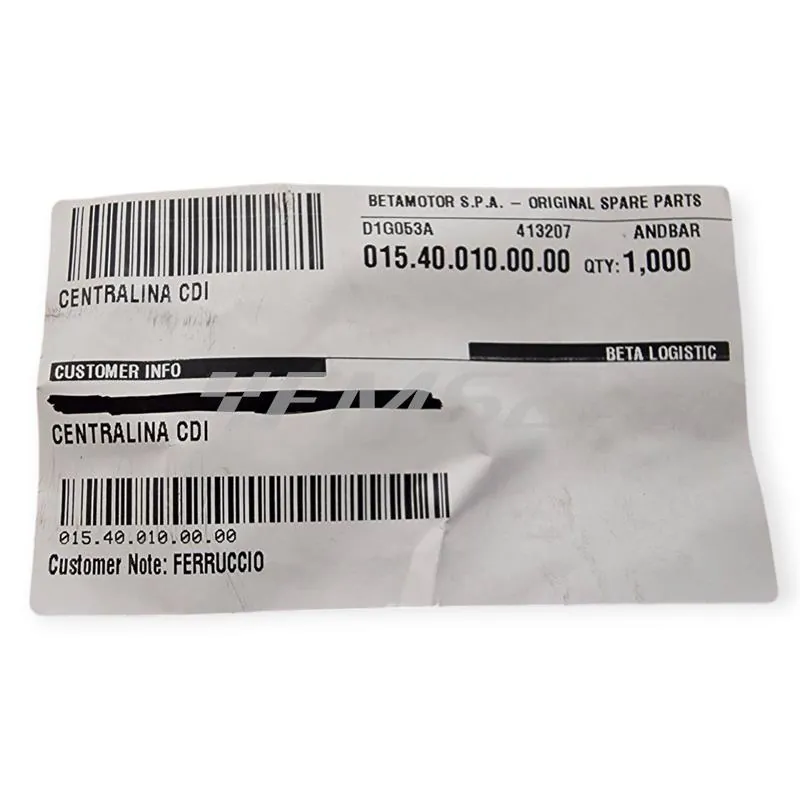 BETAMOTOR S.P.A. – ORIGINAL SPARE PARTS
D1G053A 413207 ANDBAR
015.40.010.00.00 QTY: 1,000
CENTRALINA CDI
BETA LOGISTIC
CUSTOMER INFO
CENTRALINA CDI
015.40.010.00.00
Customer Note: FERRUCCIO